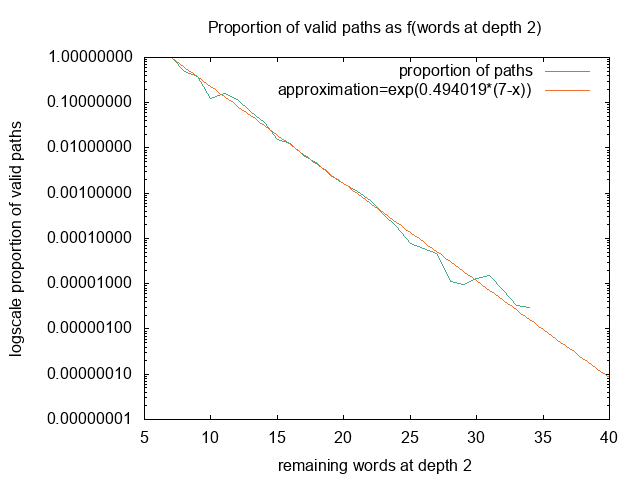 Proportion of valid paths as f(words at depth 2)
logscale proportion of valid paths
1.00000000
0.10000000
0.01000000
0.00100000
0.00010000
0.00001000
0.00000100
0.00000010
0.00000001
proportion of paths
approximation=exp(0.494019*(7-x))
5 10 15 20 25 30 35 40
remaining words at depth 2